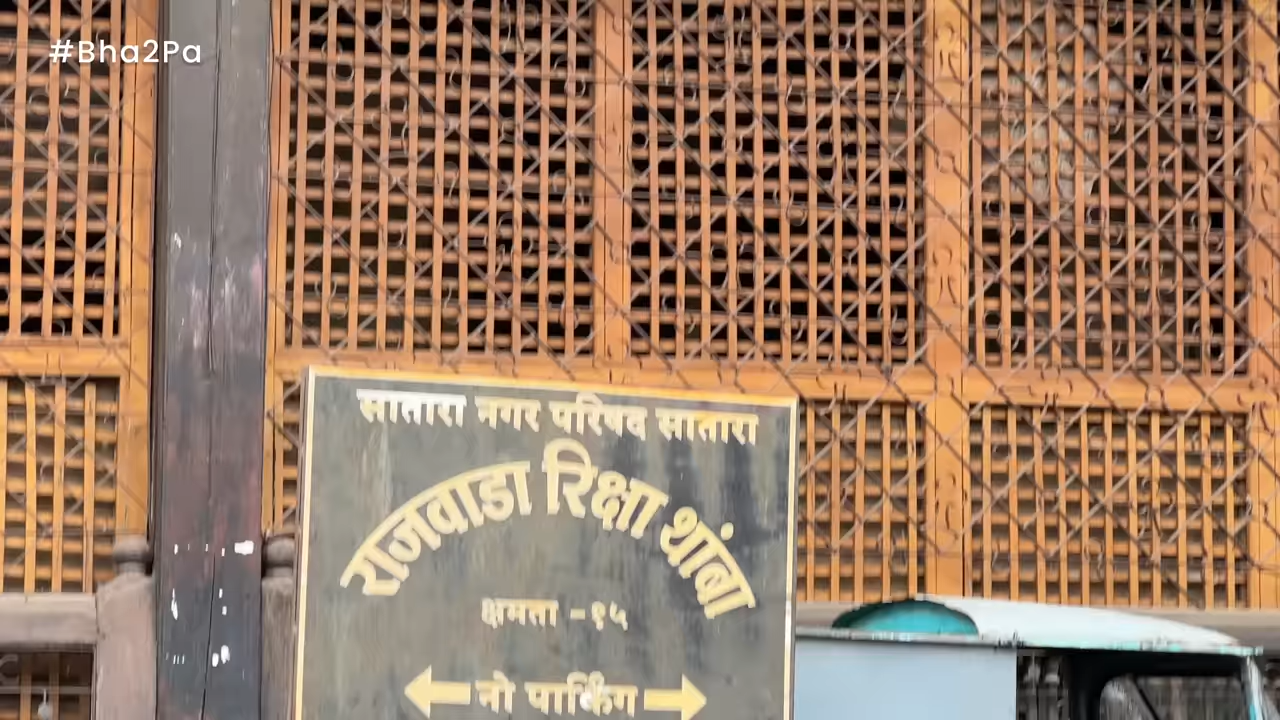 #Bha2Pa
सातारा नगर परिषद सातारा
राजवाडा रिक्षा थांबा
क्षमता -१५
नो पार्किंग